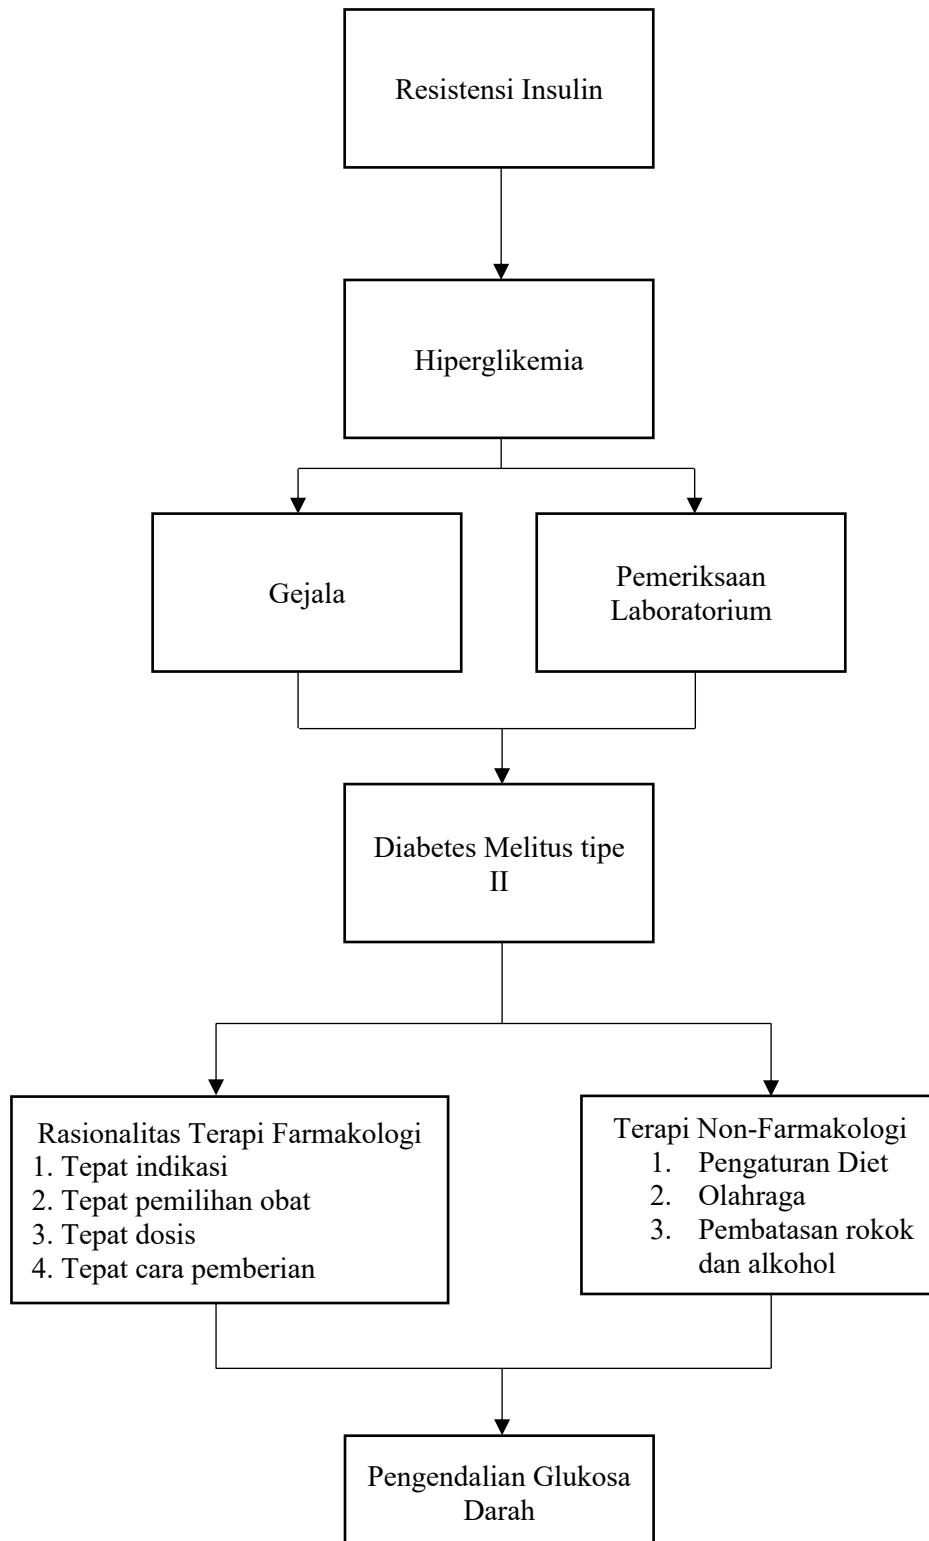 Resistensi Insulin
Hiperglikemia
Gejala
Pemeriksaan
Laboratorium
Diabetes Melitus tipe
II
Rasionalitas Terapi Farmakologi
1. Tepat indikasi
2. Tepat pemilihan obat
3. Tepat dosis
4. Tepat cara pemberian
Terapi Non-Farmakologi
1. Pengaturan Diet
2. Olahraga
3. Pembatasan rokok
dan alkohol
Pengendalian Glukosa
Darah